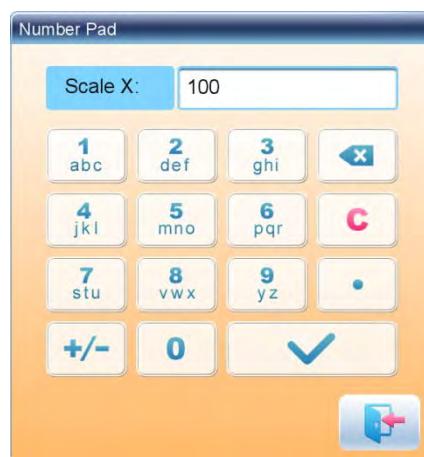 Number Pad
Scale X: 100
1 2 3
abc def ghi
4 5 6 C
jkl mno pqr
7 8 9 .
stu vwx yz
+/- 0